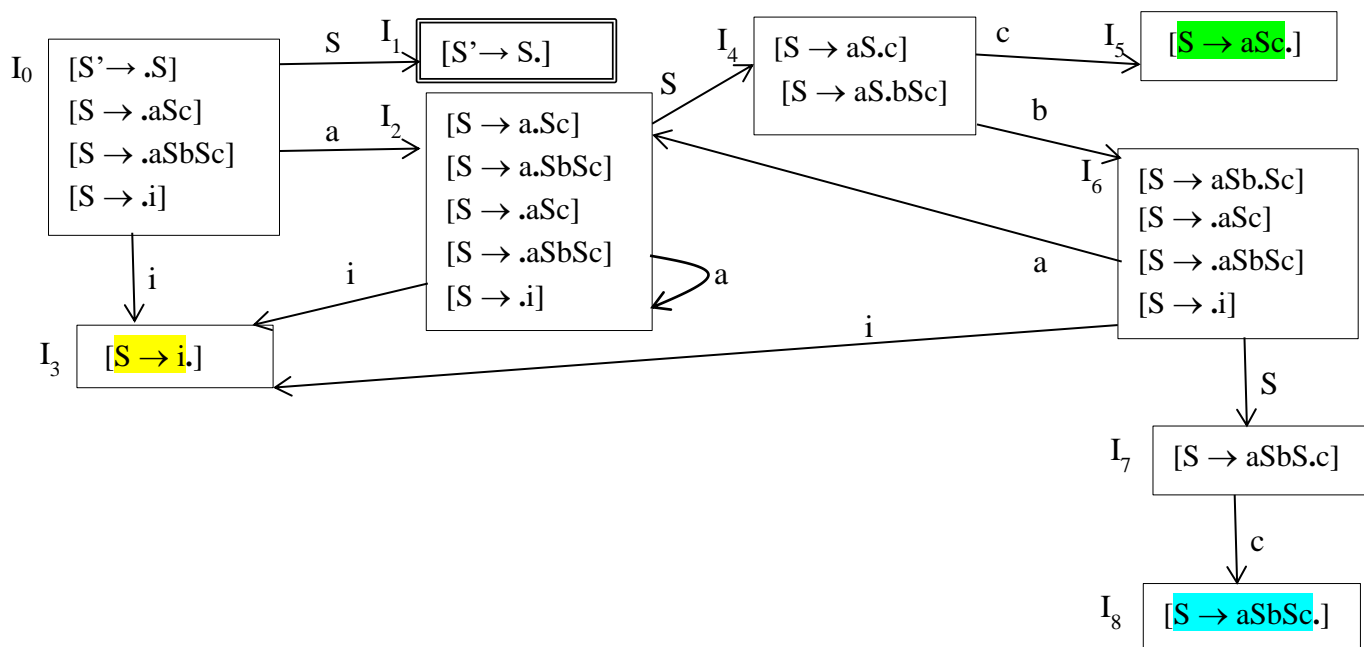 I0
[S’→ .S]
[S → .aSc]
[S → .aSbSc]
[S → .i]
S
a
i
I1
[S’→ S.]
I2
[S → a.Sc]
[S → a.SbSc]
[S → .aSc]
[S → .aSbSc]
[S → .i]
S
a
i
I3
[S → i.]
I4
[S → aS.c]
[S → aS.bSc]
c
b
I5
[S → aSc.]
I6
[S → aSb.Sc]
[S → .aSc]
[S → .aSbSc]
[S → .i]
a
i
S
I7
[S → aSbS.c]
c
I8
[S → aSbSc.]